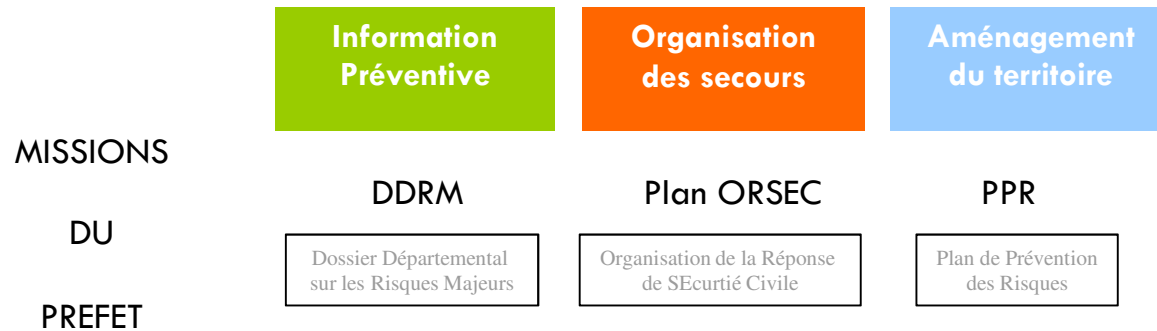 Information
Préventive
Organisation
des secours
Aménagement
du territoire
MISSIONS
DU
PREFET
DDRM
Plan ORSEC
PPR
Dossier Départemental
sur les Risques Majeurs
Organisation de la Réponse
de SEcurtié Civile
Plan de Prévention
des Risques